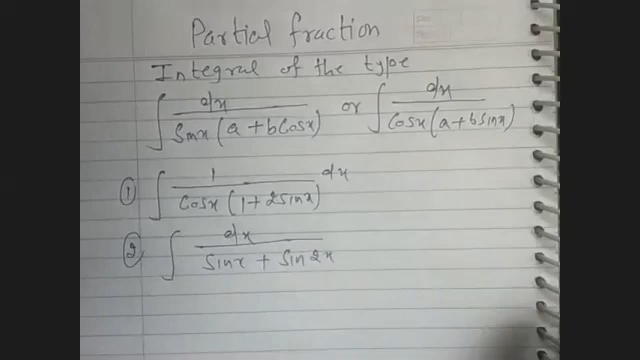 Partial fraction
Integral of the type
∫ dx / Sinx (a + b Cosx) or ∫ dx / Cosx (a + b sinx)
① ∫ 1 / Cosx (1 + 2 sinx) dx
② ∫ dx / Sinx + Sin2x